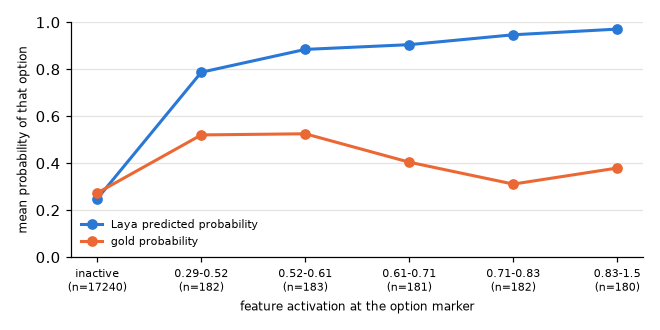 1.0
0.8
0.6
0.4
0.2
0.0
mean probability of that option
Laya predicted probability
gold probability
inactive
(n=17240)
0.29-0.52
(n=182)
0.52-0.61
(n=183)
0.61-0.71
(n=181)
0.71-0.83
(n=182)
0.83-1.5
(n=180)
feature activation at the option marker